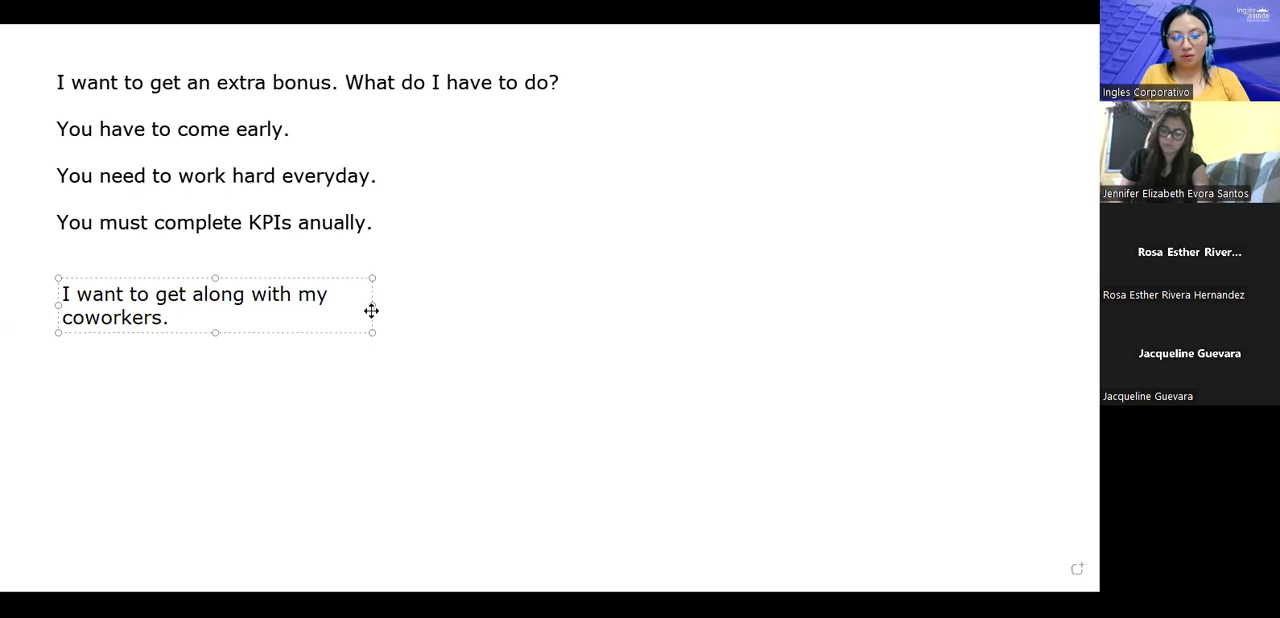 I want to get an extra bonus. What do I have to do?
You have to come early.
You need to work hard everyday.
You must complete KPIs anually.
I want to get along with my
coworkers.
Ingles Corporativo
Jennifer Elizabeth Evora Santos
Rosa Esther River...
Rosa Esther Rivera Hernandez
Jacqueline Guevara
Jacqueline Guevara